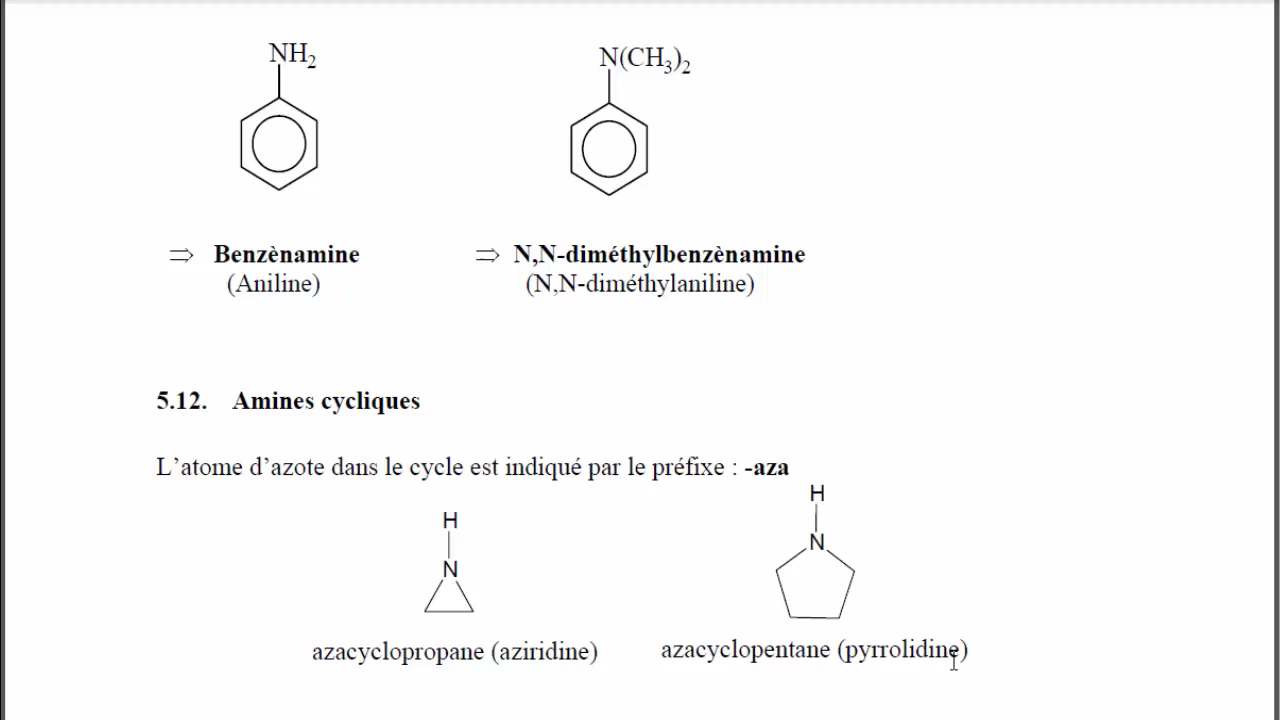 NH2 N(CH3)2
⇒ Benzènamine ⇒ N,N-diméthylbenzènamine
(Aniline) (N,N-diméthylaniline)
5.12. Amines cycliques
L’atome d’azote dans le cycle est indiqué par le préfixe : -aza
H
H
N
N
azacyclopropane (aziridine) azacyclopentane (pyrrolidine)